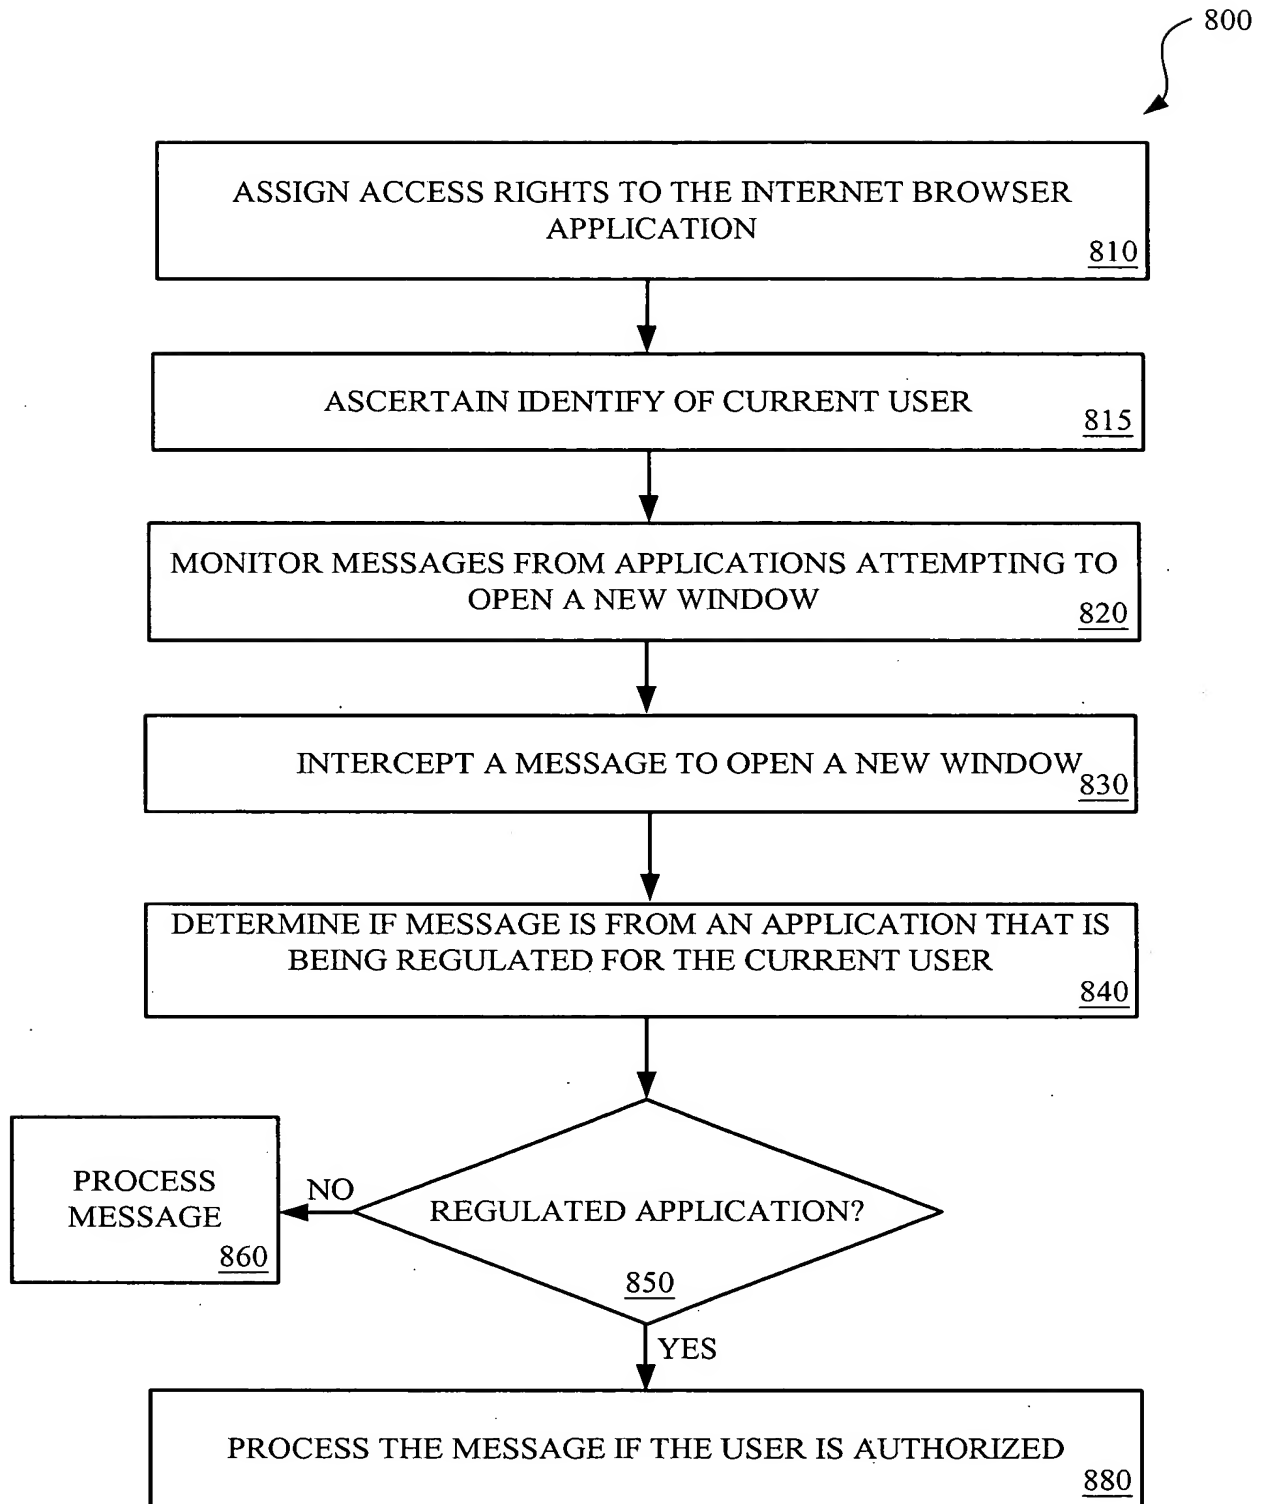 800
ASSIGN ACCESS RIGHTS TO THE INTERNET BROWSER
APPLICATION
810
ASCERTAIN IDENTIFY OF CURRENT USER
815
MONITOR MESSAGES FROM APPLICATIONS ATTEMPTING TO
OPEN A NEW WINDOW
820
INTERCEPT A MESSAGE TO OPEN A NEW WINDOW
830
DETERMINE IF MESSAGE IS FROM AN APPLICATION THAT IS
BEING REGULATED FOR THE CURRENT USER
840
PROCESS
MESSAGE
860
NO
REGULATED APPLICATION?
850
YES
PROCESS THE MESSAGE IF THE USER IS AUTHORIZED
880